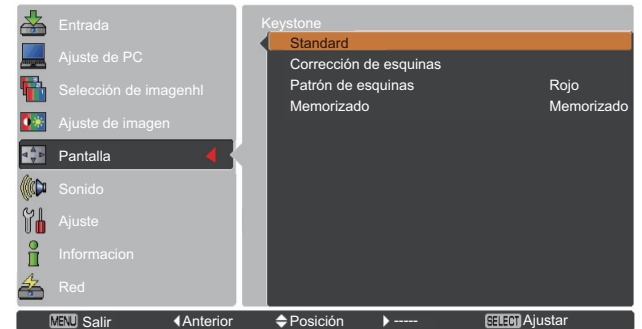 Entrada
Ajuste de PC
Selección de imagenhl
Ajuste de imagen
Pantalla
Sonido
Ajuste
Informacion
Red
Keystone
Standard
Corrección de esquinas
Patrón de esquinas Rojo
Memorizado Memorizado
MENU Salir Anterior Posición ----- SELECT Ajustar